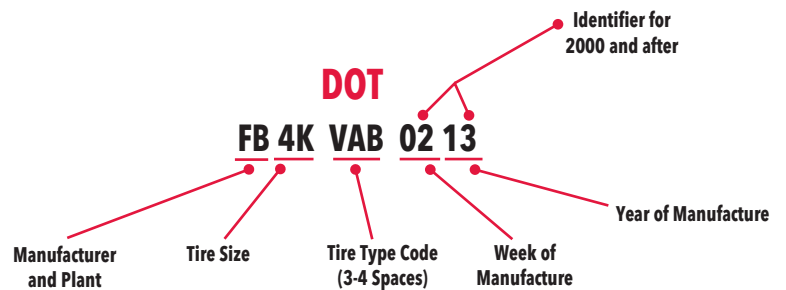 Identifier for
2000 and after
DOT
FB 4K VAB 02 13
Year of Manufacture
Manufacturer
and Plant
Tire Size
Tire Type Code
(3-4 Spaces)
Week of
Manufacture